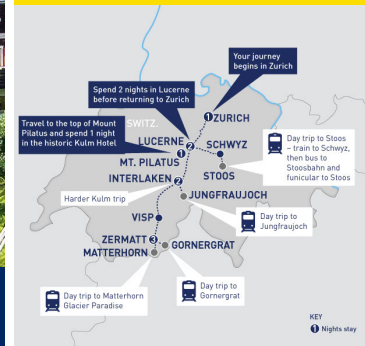 Your journey
begins in Zurich
Spend 2 nights in Lucerne
before returning to Zurich
Travel to the top of Mount
Pilatus and spend 1 night
in the historic Kulm Hotel
SWITZ.
1 ZURICH
LUCERNE 2
SCHWYZ
1
MT. PILATUS
STOOS
Day trip to Stoos
– train to Schwyz,
then bus to
Stoosbahn and
funicular to Stoos
INTERLAKEN 2
Harder Kulm trip
JUNGFRAUJOCH
Day trip to
Jungfraujoch
VISP
ZERMATT 3
GORNERGRAT
MATTERHORN
Day trip to Matterhorn
Glacier Paradise
Day trip to
Gornergrat
KEY
1 Nights stay